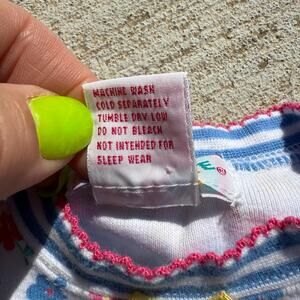 MACHINE WASH
COLD SEPARATELY
TUMBLE DRY LOW
DO NOT BLEACH
NOT INTENDED FOR
SLEEP WEAR